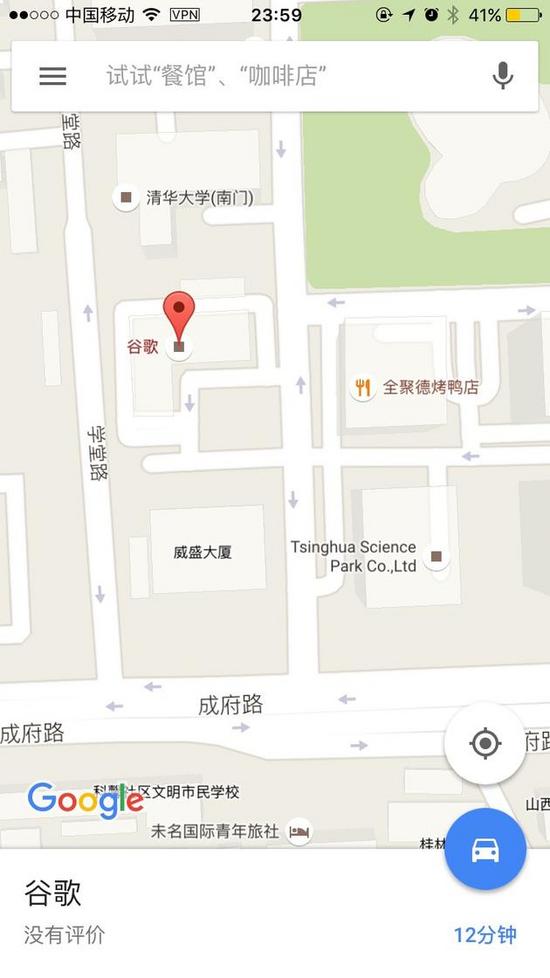 中国移动 VPN 23:59 41%
试试“餐馆”、“咖啡店”
堂路
清华大学(南门)
谷歌
全聚德烤鸭店
学堂路
威盛大厦
Tsinghua Science
Park Co.,Ltd
成府路
成府路
府路
Google
社区文明市民学校
山西
未名国际青年旅社
桂林
谷歌
没有评价
12分钟